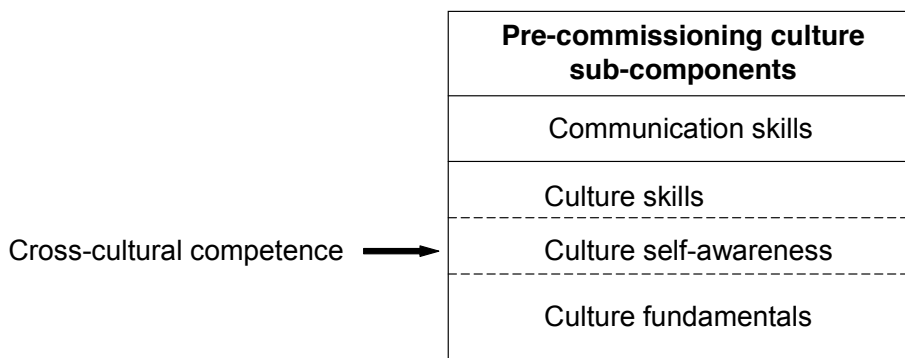 Pre-commissioning culture
sub-components
Communication skills
Culture skills
Cross-cultural competence
Culture self-awareness
Culture fundamentals